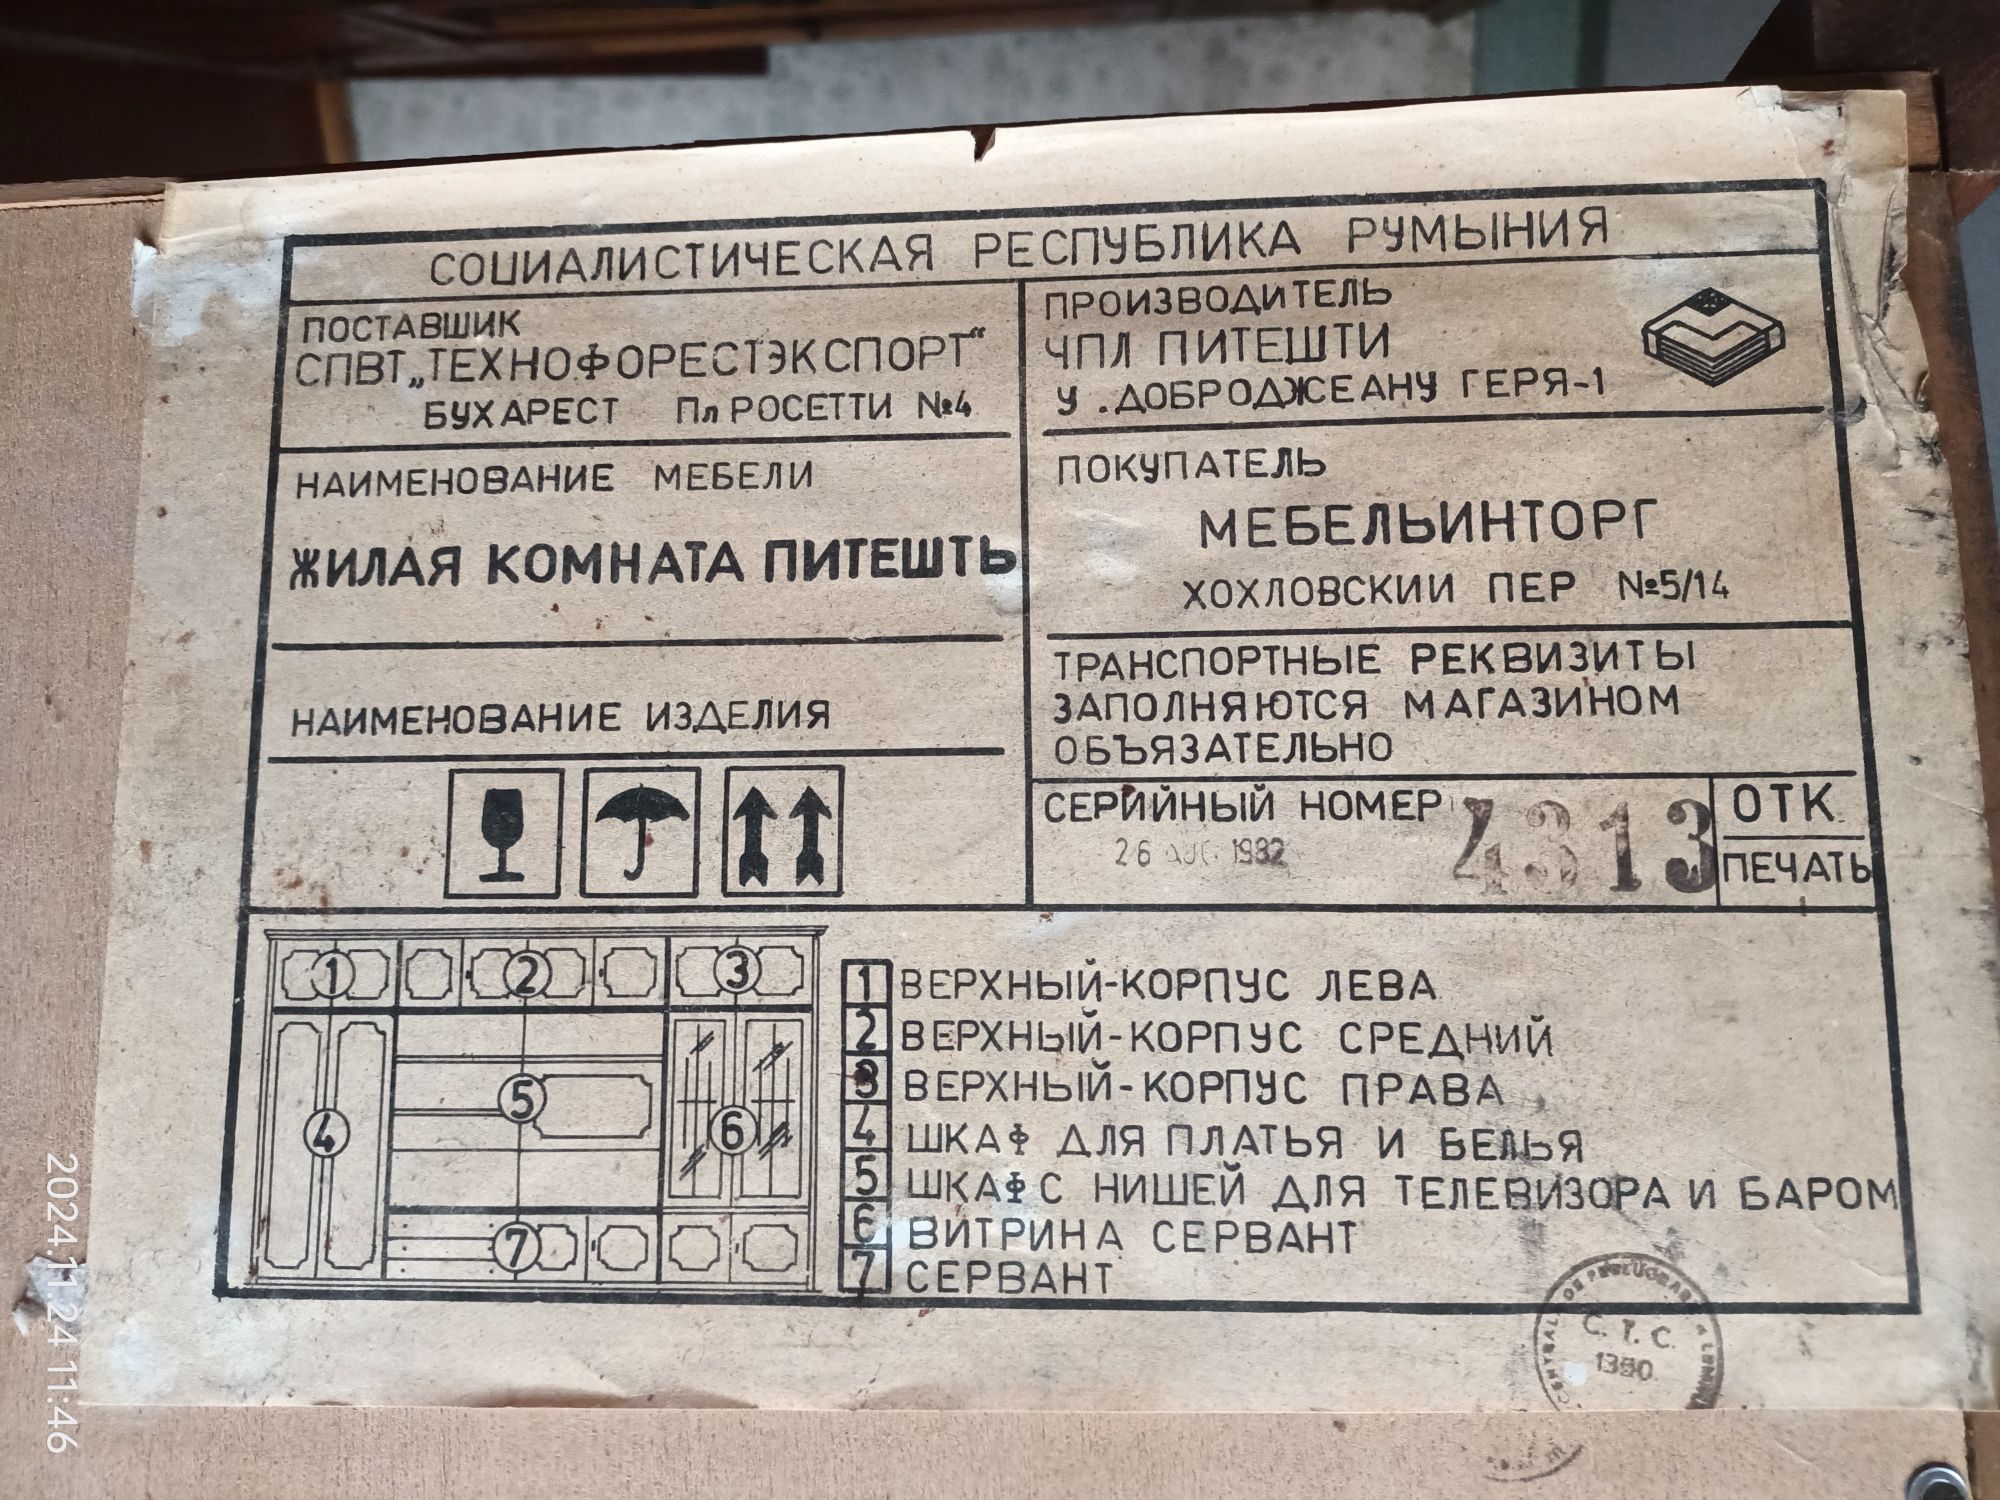 СОЦИАЛИСТИЧЕСКАЯ РЕСПУБЛИКА РУМЫНИЯ
ПОСТАВШИК
СПВТ „ТЕХНОФОРЕСТЭКСПОРТ“
БУХАРЕСТ Пл РОСЕТТИ №4
ПРОИЗВОДИТЕЛЬ
ЧПЛ ПИТЕШТИ
У. ДОБРОДЖЕАНУ ГЕРЯ-1
НАИМЕНОВАНИЕ МЕБЕЛИ
ЖИЛАЯ КОМНАТА ПИТЕШТЬ
ПОКУПАТЕЛЬ
МЕБЕЛЬИНТОРГ
ХОХЛОВСКИИ ПЕР №5/14
НАИМЕНОВАНИЕ ИЗДЕЛИЯ
ТРАНСПОРТНЫЕ РЕКВИЗИТЫ
ЗАПОЛНЯЮТСЯ МАГАЗИНОМ
ОБЪЯЗАТЕЛЬНО
СЕРИЙНЫЙ НОМЕР 4313
26 AUG. 1982
ОТК
ПЕЧАТЬ
1 2 3
4 5 6
7
1 ВЕРХНЫЙ-КОРПУС ЛЕВА
2 ВЕРХНЫЙ-КОРПУС СРЕДНИЙ
3 ВЕРХНЫЙ-КОРПУС ПРАВА
4 ШКАФ ДЛЯ ПЛАТЬЯ И БЕЛЬЯ
5 ШКАФ С НИШЕЙ ДЛЯ ТЕЛЕВИЗОРА И БАРОМ
6 ВИТРИНА СЕРВАНТ
7 СЕРВАНТ
C. T. C.
2024.11.24 11:46